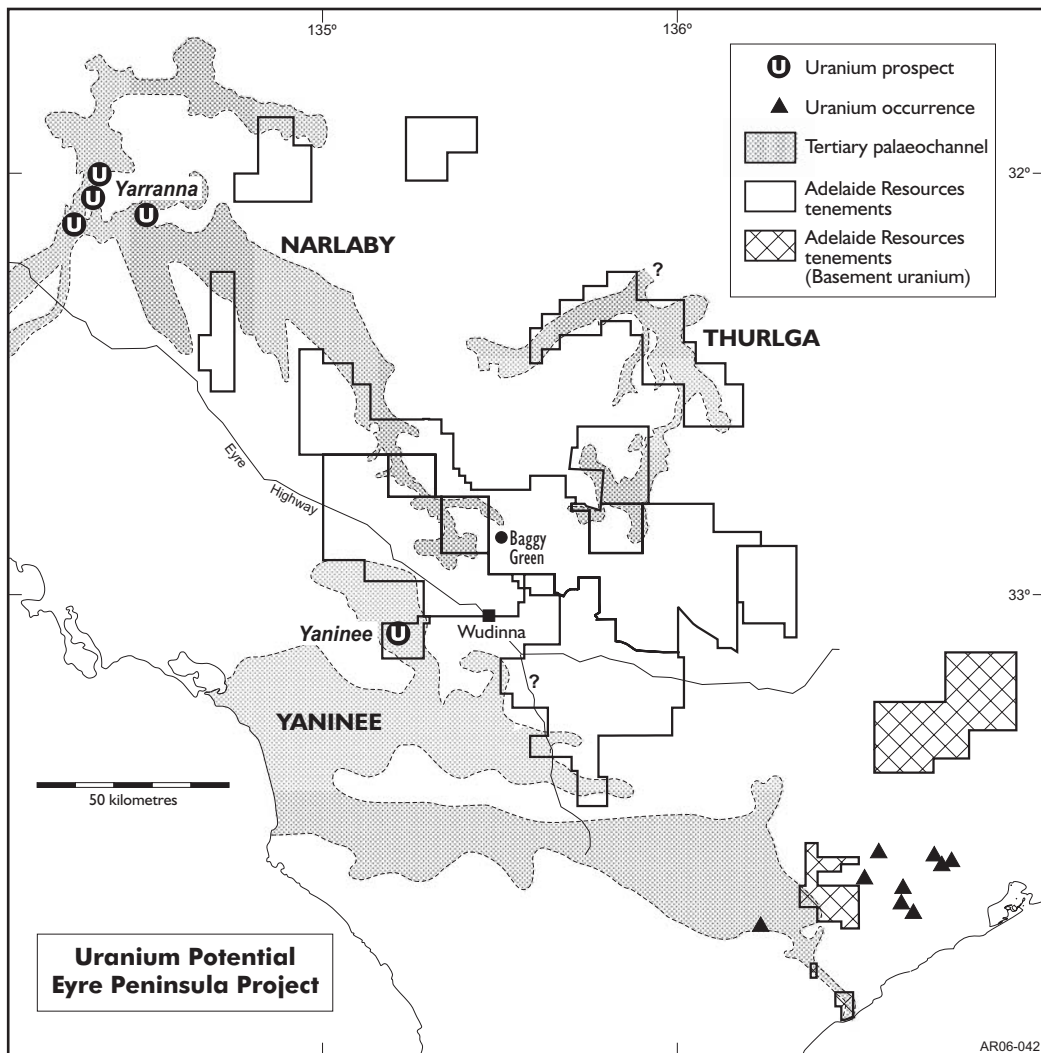 135º
136º
Uranium prospect
Uranium occurrence
Tertiary palaeochannel
Adelaide Resources
tenements
Adelaide Resources
tenements
(Basement uranium)
32º
Yarranna
NARLABY
?
THURLGA
Eyre
Highway
Baggy
Green
33º
Yaninee
Wudinna
?
YANINEE
50 kilometres
Uranium Potential
Eyre Peninsula Project
AR06-042
U
U
U
U
U
U